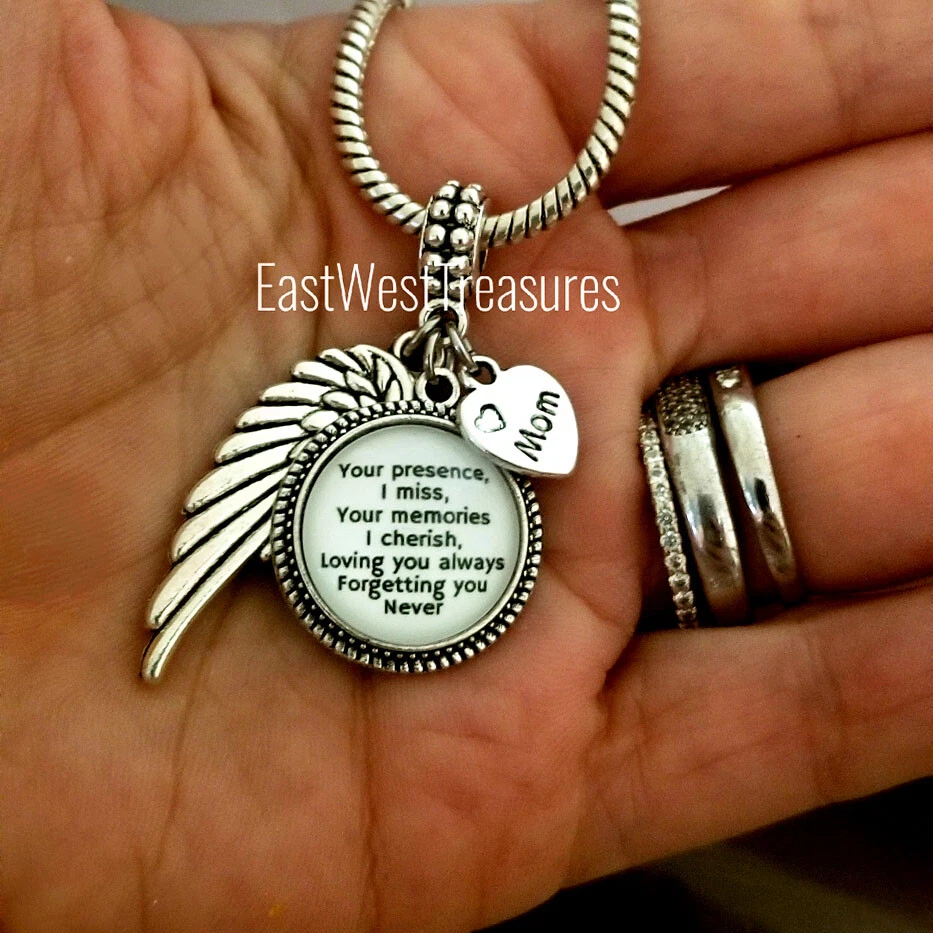 EastWestTreasures
Mom
Your presence,
I miss,
Your memories
I cherish,
Loving you always
Forgetting you
Never